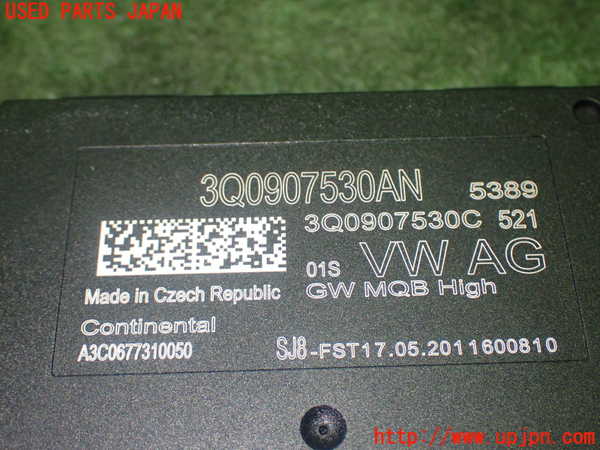 USED PARTS JAPAN
3Q0907530AN 5389
3Q0907530C 521
01S VW AG
GW MQB High
Made in Czech Republic
Continental
A3C0677310050
SJ8-FST17.05.2011600810
http://www.upjpn.com